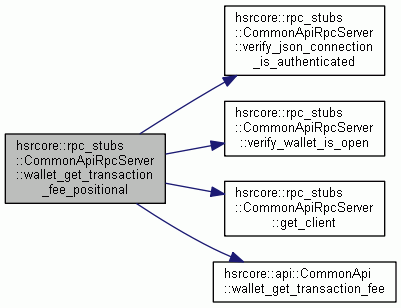 hsrcore::rpc_stubs
::CommonApiRpcServer
::wallet_get_transaction
_fee_positional
hsrcore::rpc_stubs
::CommonApiRpcServer
::verify_json_connection
_is_authenticated
hsrcore::rpc_stubs
::CommonApiRpcServer
::verify_wallet_is_open
hsrcore::rpc_stubs
::CommonApiRpcServer
::get_client
hsrcore::api::CommonApi
::wallet_get_transaction_fee